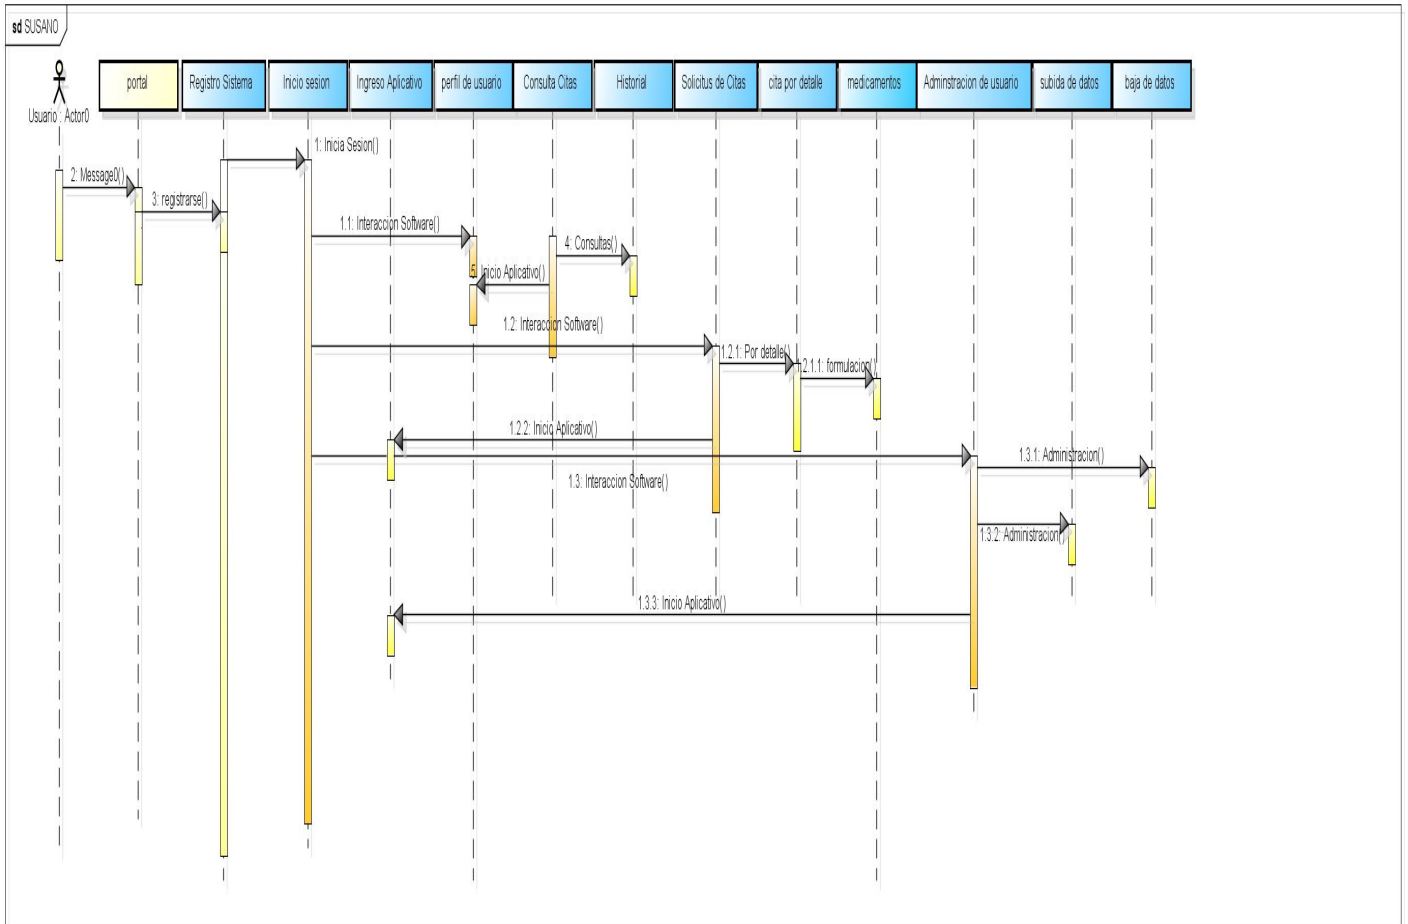 sd SUSANO
Usuario : Actor0
portal
Registro Sistema
Inicio sesion
Ingreso Aplicativo
perfil de usuario
Consulta Citas
Historial
Solicitus de Citas
cita por detalle
medicamentos
Adminstracion de usuario
subida de datos
baja de datos
1: Inicia Sesion()
2: Message0()
3: registrarse()
1.1: Interaccion Software()
4: Consultas()
5: Inicio Aplicativo()
1.2: Interaccion Software()
1.2.1: Por detalle()
1.2.1.1: formulacion()
1.2.2: Inicio Aplicativo()
1.3.1: Administracion()
1.3: Interaccion Software()
1.3.2: Administracion()
1.3.3: Inicio Aplicativo()